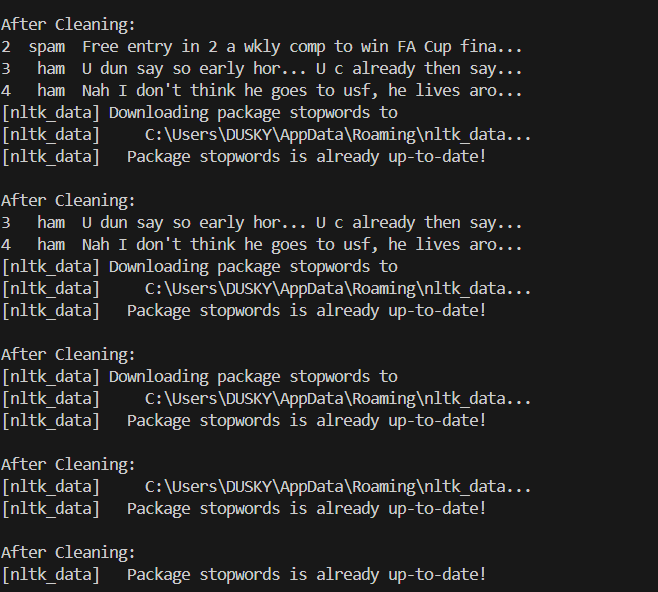 After Cleaning:
2  spam  Free entry in 2 a wkly comp to win FA Cup fina...
3   ham  U dun say so early hor... U c already then say...
4   ham  Nah I don't think he goes to usf, he lives aro...
[nltk_data] Downloading package stopwords to
[nltk_data]     C:\Users\DUSKY\AppData\Roaming\nltk_data...
[nltk_data]   Package stopwords is already up-to-date!
After Cleaning:
3   ham  U dun say so early hor... U c already then say...
4   ham  Nah I don't think he goes to usf, he lives aro...
[nltk_data] Downloading package stopwords to
[nltk_data]     C:\Users\DUSKY\AppData\Roaming\nltk_data...
[nltk_data]   Package stopwords is already up-to-date!
After Cleaning:
[nltk_data] Downloading package stopwords to
[nltk_data]     C:\Users\DUSKY\AppData\Roaming\nltk_data...
[nltk_data]   Package stopwords is already up-to-date!
After Cleaning:
[nltk_data]     C:\Users\DUSKY\AppData\Roaming\nltk_data...
[nltk_data]   Package stopwords is already up-to-date!
After Cleaning:
[nltk_data]   Package stopwords is already up-to-date!